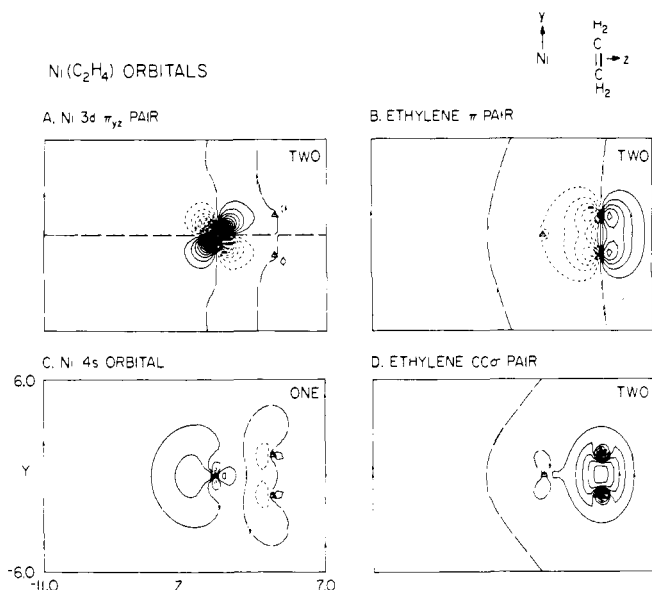 Y
H₂
C
||
Ni → Z
C
H₂
Ni(C₂H₄) ORBITALS
A. Ni 3d π_yz PAIR
B. ETHYLENE π PAIR
TWO
TWO
C. Ni 4s ORBITAL
D. ETHYLENE CCσ PAIR
6.0
ONE
TWO
Y
-6.0
-11.0
Z
7.0